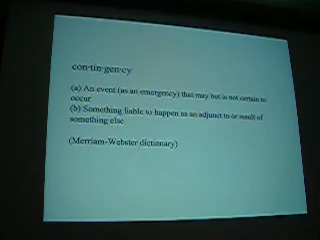 con·tin·gen·cy
(a) An event (as an emergency) that may but is not certain to
occur
(b) Something liable to happen as an adjunct to or result of
something else
(Merriam-Webster dictionary)